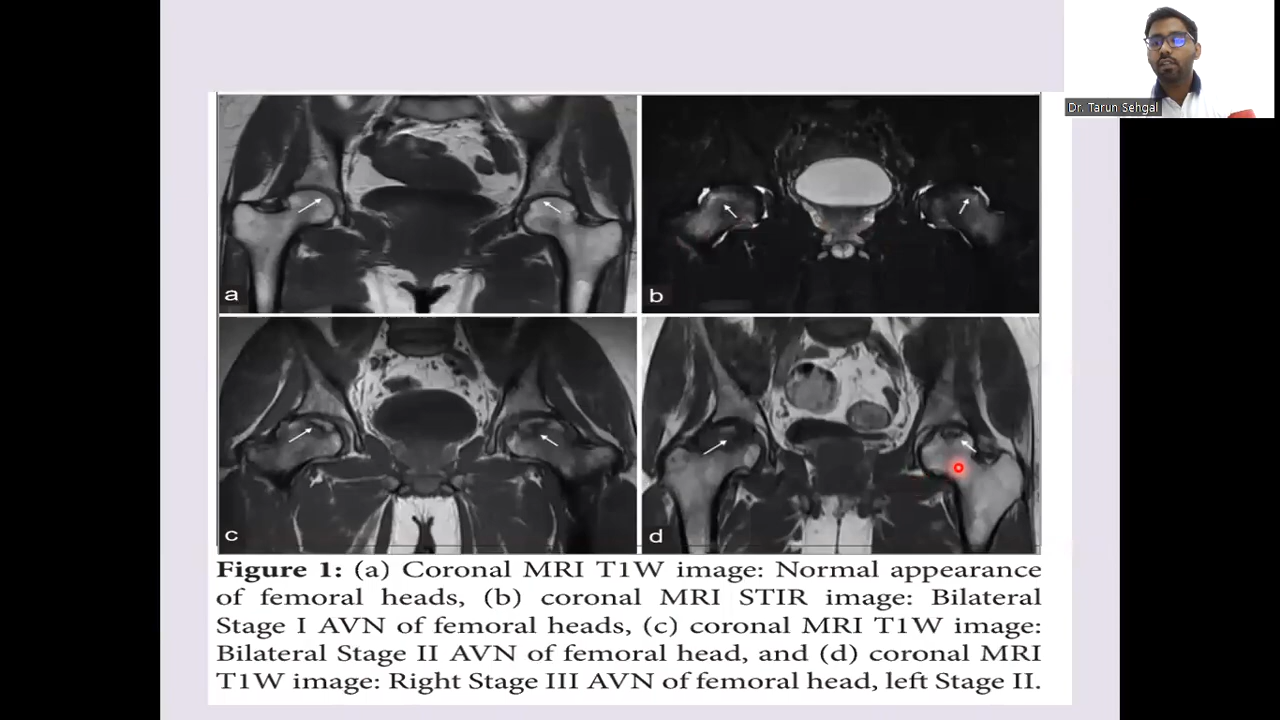 Dr. Tarun Sehgal
a
b
c
d
Figure 1: (a) Coronal MRI T1W image: Normal appearance
of femoral heads, (b) coronal MRI STIR image: Bilateral
Stage I AVN of femoral heads, (c) coronal MRI T1W image:
Bilateral Stage II AVN of femoral head, and (d) coronal MRI
T1W image: Right Stage III AVN of femoral head, left Stage II.